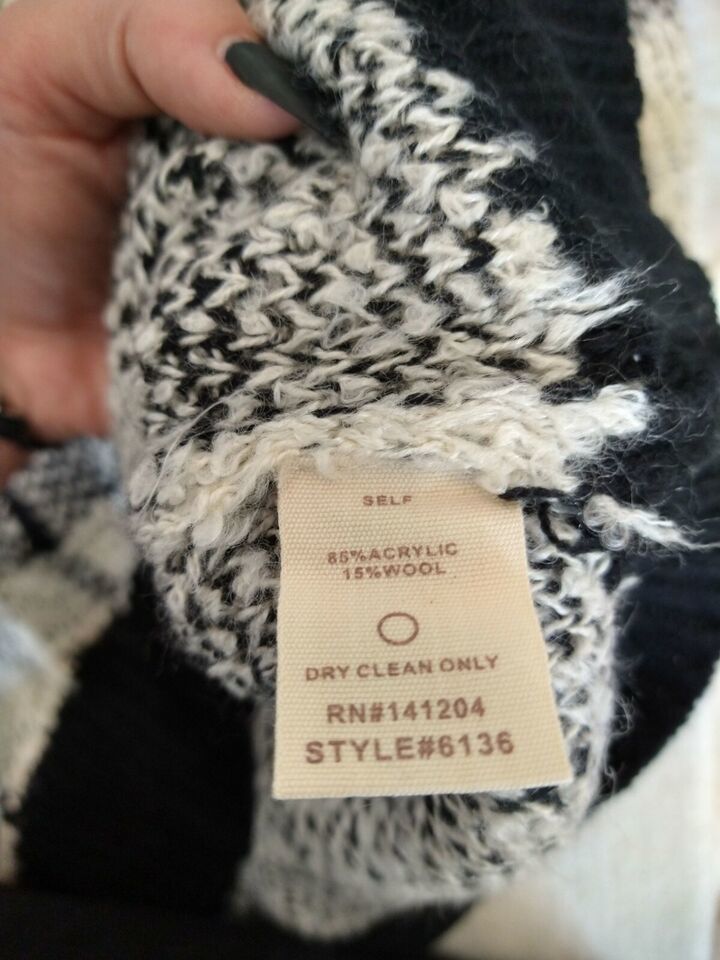 SELF
85%ACRYLIC
15%WOOL
DRY CLEAN ONLY
RN#141204
STYLE#6136